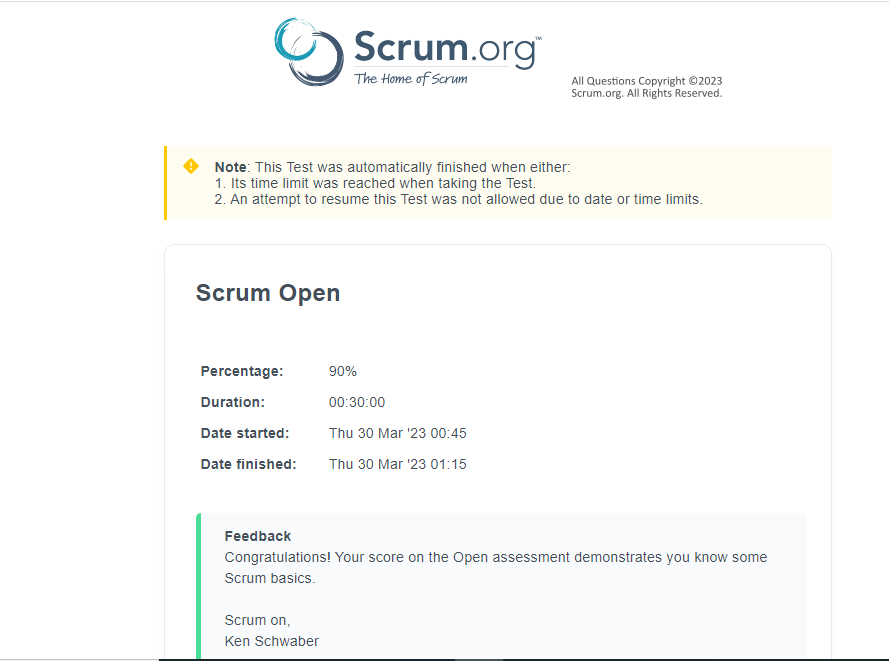 Scrum.org™
The Home of Scrum
All Questions Copyright ©2023
Scrum.org. All Rights Reserved.
Note: This Test was automatically finished when either:
1. Its time limit was reached when taking the Test.
2. An attempt to resume this Test was not allowed due to date or time limits.
Scrum Open
Percentage: 90%
Duration: 00:30:00
Date started: Thu 30 Mar '23 00:45
Date finished: Thu 30 Mar '23 01:15
Feedback
Congratulations! Your score on the Open assessment demonstrates you know some
Scrum basics.
Scrum on,
Ken Schwaber